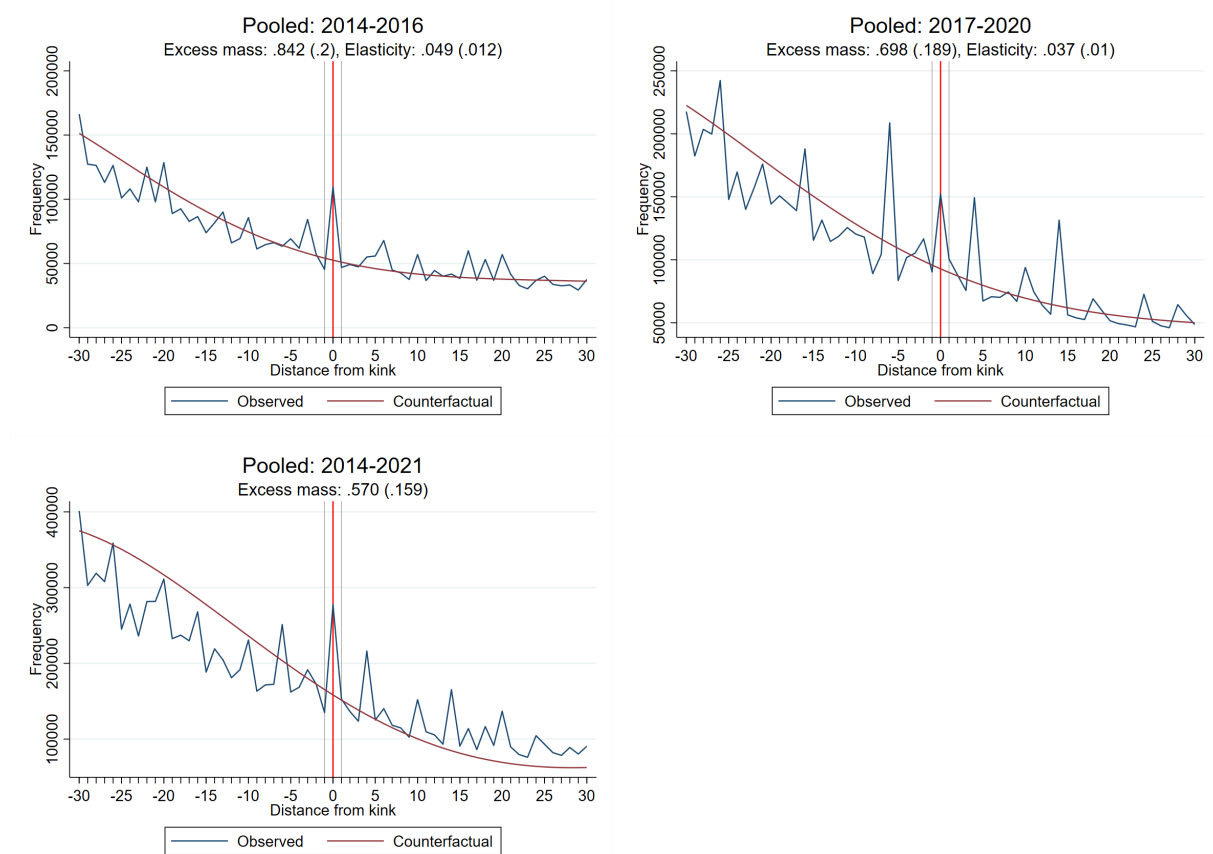 Pooled: 2014-2016
Excess mass: .842 (.2), Elasticity: .049 (.012)
Frequency
200000
150000
100000
50000
0
-30 -25 -20 -15 -10 -5 0 5 10 15 20 25 30
Distance from kink
Observed Counterfactual
Pooled: 2017-2020
Excess mass: .698 (.189), Elasticity: .037 (.01)
Frequency
250000
200000
150000
100000
50000
-30 -25 -20 -15 -10 -5 0 5 10 15 20 25 30
Distance from kink
Observed Counterfactual
Pooled: 2014-2021
Excess mass: .570 (.159)
Frequency
400000
300000
200000
100000
-30 -25 -20 -15 -10 -5 0 5 10 15 20 25 30
Distance from kink
Observed Counterfactual